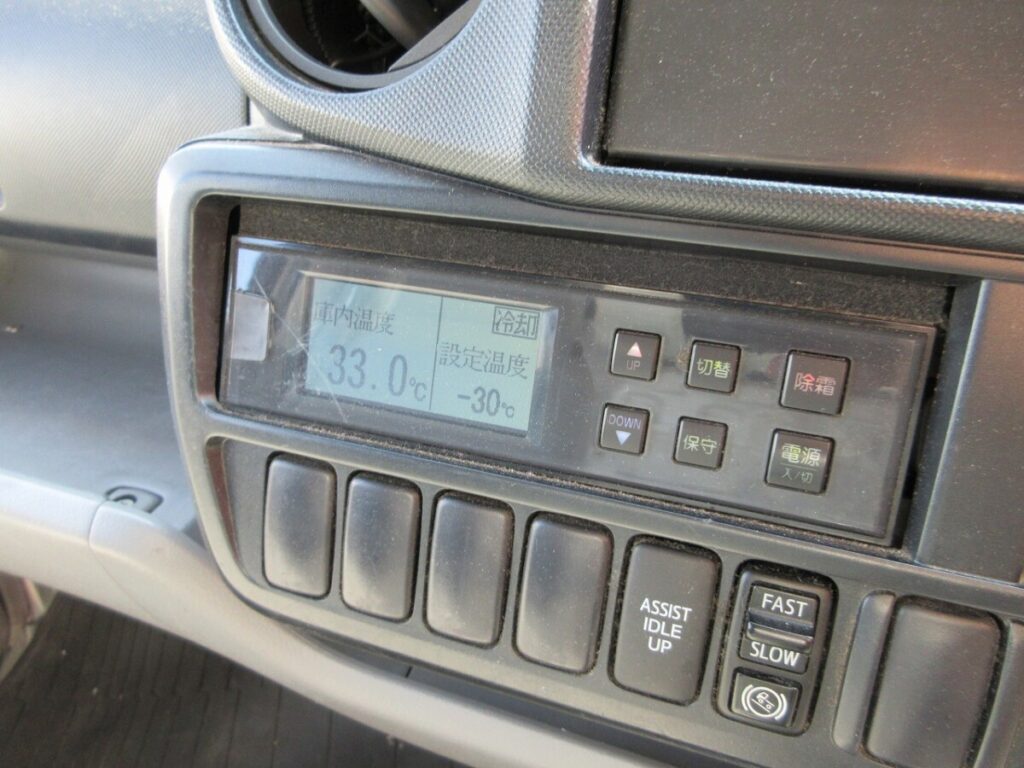 庫内温度
33.0℃
冷却
設定温度
-30℃
UP
切替
除霜
DOWN
保守
電源
入/切
ASSIST
IDLE
UP
FAST
SLOW